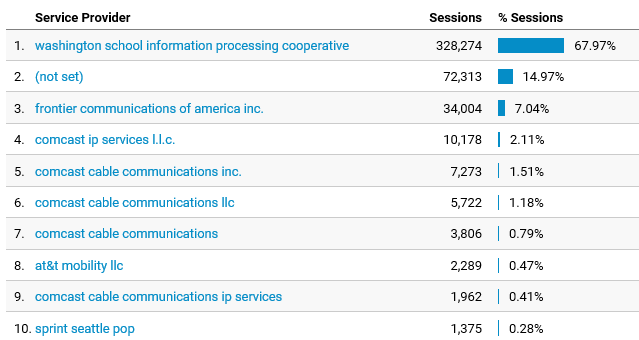 Service Provider Sessions % Sessions
1. washington school information processing cooperative 328,274 67.97%
2. (not set) 72,313 14.97%
3. frontier communications of america inc. 34,004 7.04%
4. comcast ip services l.l.c. 10,178 2.11%
5. comcast cable communications inc. 7,273 1.51%
6. comcast cable communications llc 5,722 1.18%
7. comcast cable communications 3,806 0.79%
8. at&t mobility llc 2,289 0.47%
9. comcast cable communications ip services 1,962 0.41%
10. sprint seattle pop 1,375 0.28%